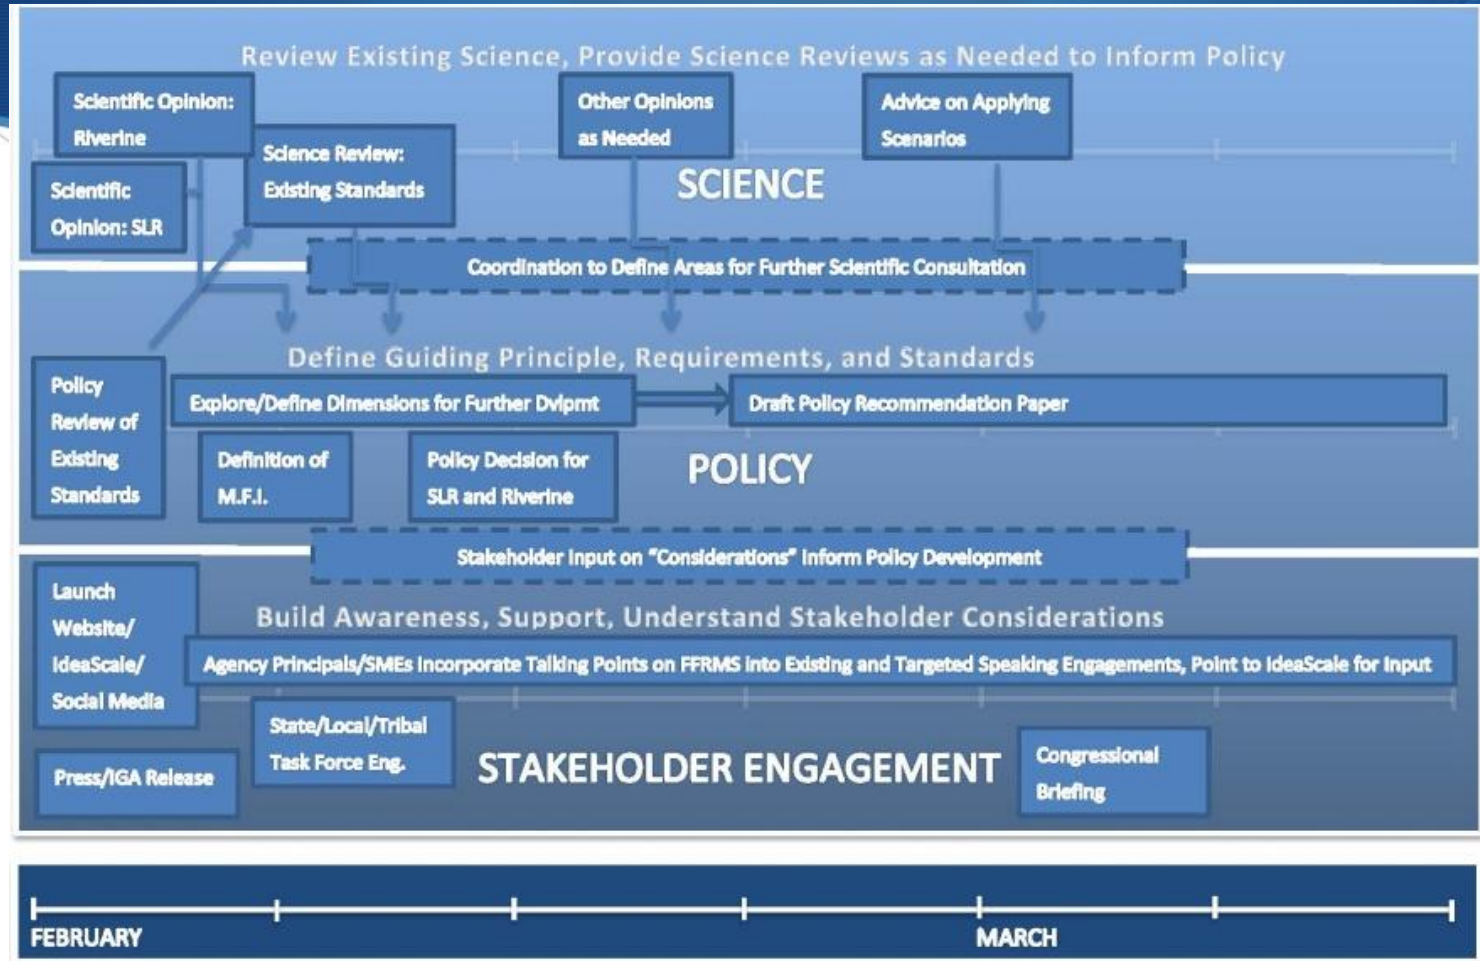 Review Existing Science, Provide Science Reviews as Needed to Inform Policy
Scientific Opinion:
Riverine
Scientific
Opinion: SLR
Science Review:
Existing Standards
Other Opinions
as Needed
Advice on Applying
Scenarios
SCIENCE
Coordination to Define Areas for Further Scientific Consultation
Define Guiding Principle, Requirements, and Standards
Policy
Review of
Existing
Standards
Explore/Define Dimensions for Further Dvlpmt
Draft Policy Recommendation Paper
Definition of
M.F.I.
Policy Decision for
SLR and Riverine
POLICY
Stakeholder Input on "Considerations" Inform Policy Development
Launch
Website/
IdeaScale/
Social Media
Build Awareness, Support, Understand Stakeholder Considerations
Agency Principals/SMEs Incorporate Talking Points on FFRMS into Existing and Targeted Speaking Engagements, Point to IdeaScale for Input
Press/IGA Release
State/Local/Tribal
Task Force Eng.
STAKEHOLDER ENGAGEMENT
Congressional
Briefing
FEBRUARY
MARCH